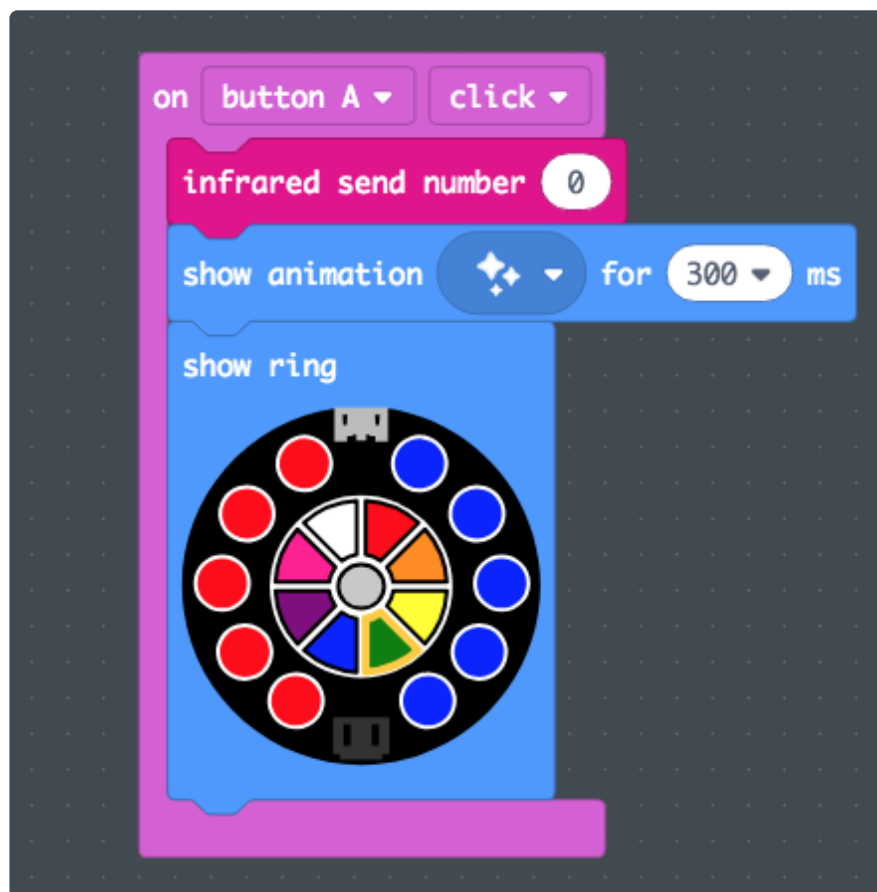 on button A click
infrared send number 0
show animation for 300 ms
show ring